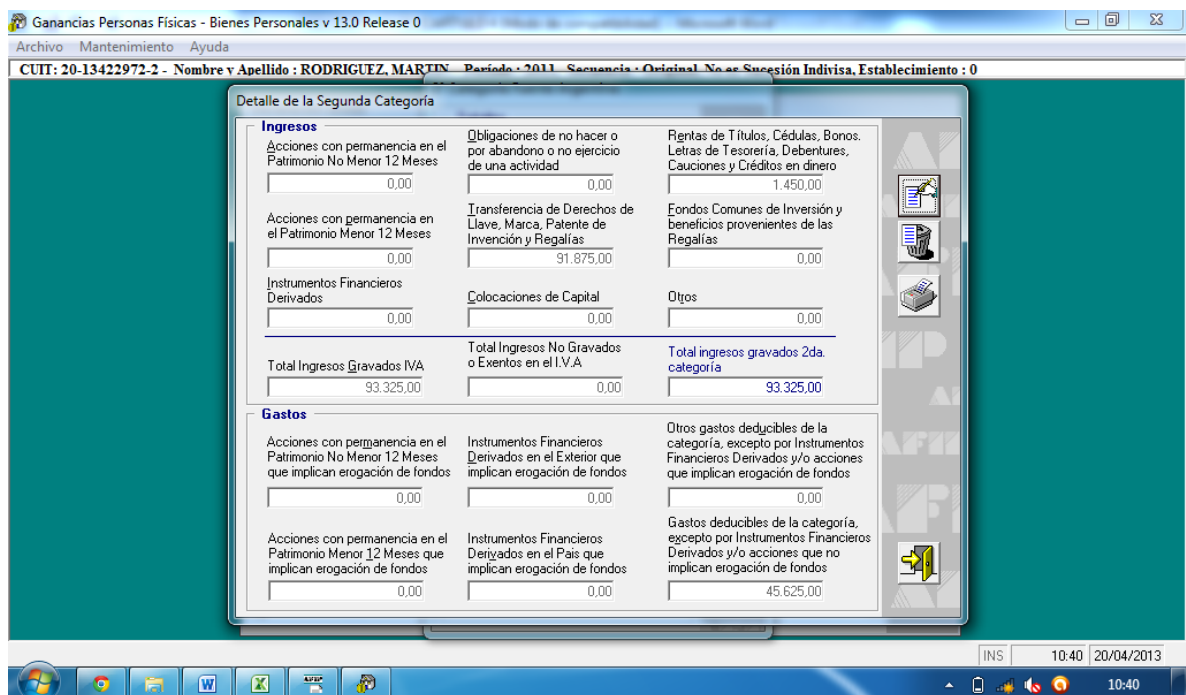 Ganancias Personas Físicas - Bienes Personales v 13.0 Release 0
Archivo Mantenimiento Ayuda
CUIT: 20-13422972-2 - Nombre y Apellido : RODRIGUEZ, MARTIN Período : 2011 Secuencia : Original No es Sucesión Indivisa, Establecimiento : 0
Detalle de la Segunda Categoría
Ingresos
Acciones con permanencia en el
Patrimonio No Menor 12 Meses
0,00
Obligaciones de no hacer o
por abandono o no ejercicio
de una actividad
0,00
Rentas de Títulos, Cédulas, Bonos.
Letras de Tesorería, Debentures,
Cauciones y Créditos en dinero
1.450,00
Acciones con permanencia en
el Patrimonio Menor 12 Meses
0,00
Transferencia de Derechos de
Llave, Marca, Patente de
Invención y Regalías
91.875,00
Fondos Comunes de Inversión y
beneficios provenientes de las
Regalías
0,00
Instrumentos Financieros
Derivados
0,00
Colocaciones de Capital
0,00
Otros
0,00
Total Ingresos Gravados IVA
93.325,00
Total Ingresos No Gravados
o Exentos en el I.V.A
0,00
Total ingresos gravados 2da.
categoría
93.325,00
Gastos
Acciones con permanencia en el
Patrimonio No Menor 12 Meses
que implican erogación de fondos
0,00
Instrumentos Financieros
Derivados en el Exterior que
implican erogación de fondos
0,00
Otros gastos deducibles de la
categoría, excepto por Instrumentos
Financieros Derivados y/o acciones
que implican erogación de fondos
0,00
Acciones con permanencia en el
Patrimonio Menor 12 Meses que
implican erogación de fondos
0,00
Instrumentos Financieros
Derivados en el Pais que
implican erogación de fondos
0,00
Gastos deducibles de la categoría,
excepto por Instrumentos Financieros
Derivados y/o acciones que no
implican erogación de fondos
45.625,00
INS 10:40 20/04/2013
10:40